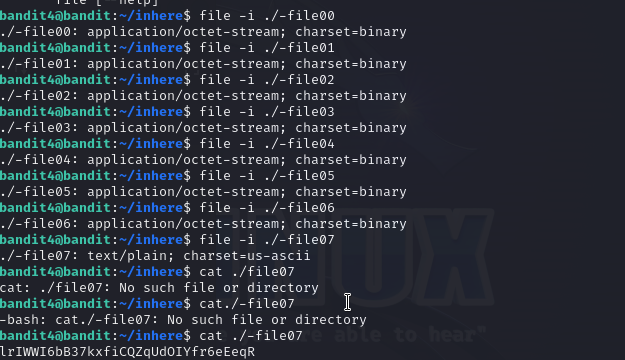 file [--help]
bandit4@bandit:~/inhere$ file -i ./-file00
./-file00: application/octet-stream; charset=binary
bandit4@bandit:~/inhere$ file -i ./-file01
./-file01: application/octet-stream; charset=binary
bandit4@bandit:~/inhere$ file -i ./-file02
./-file02: application/octet-stream; charset=binary
bandit4@bandit:~/inhere$ file -i ./-file03
./-file03: application/octet-stream; charset=binary
bandit4@bandit:~/inhere$ file -i ./-file04
./-file04: application/octet-stream; charset=binary
bandit4@bandit:~/inhere$ file -i ./-file05
./-file05: application/octet-stream; charset=binary
bandit4@bandit:~/inhere$ file -i ./-file06
./-file06: application/octet-stream; charset=binary
bandit4@bandit:~/inhere$ file -i ./-file07
./-file07: text/plain; charset=us-ascii
bandit4@bandit:~/inhere$ cat ./file07
cat: ./file07: No such file or directory
bandit4@bandit:~/inhere$ cat./-file07
-bash: cat./-file07: No such file or directory
bandit4@bandit:~/inhere$ cat ./-file07
lrIWWI6bB37kxfiCQZqUdOIYfr6eEeqR
able to hear"